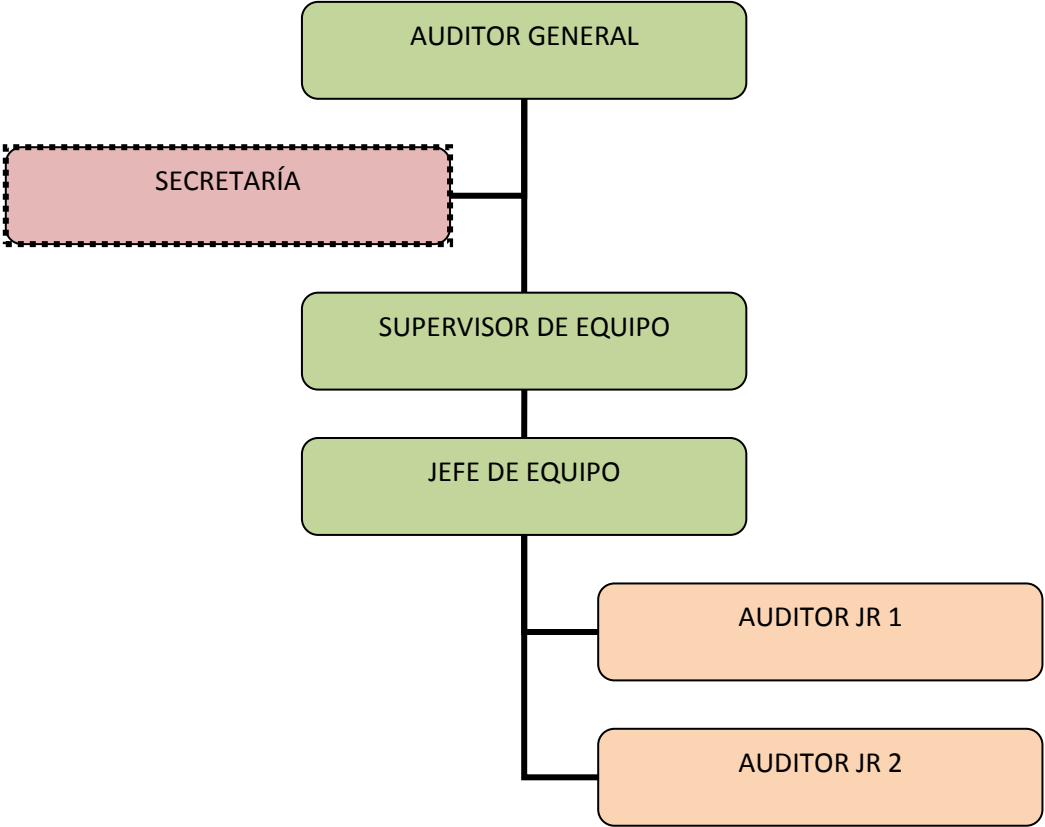 AUDITOR GENERAL
SECRETARÍA
SUPERVISOR DE EQUIPO
JEFE DE EQUIPO
AUDITOR JR 1
AUDITOR JR 2